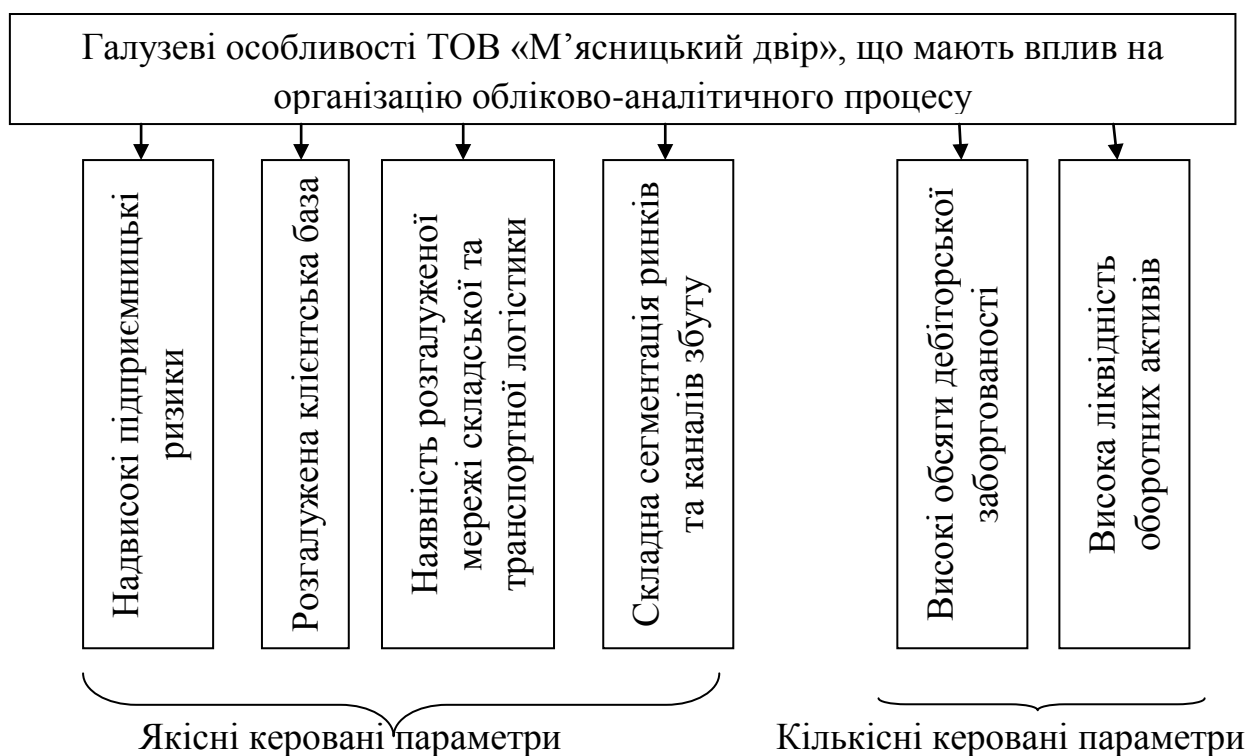 Галузеві особливості ТОВ «М’ясницький двір», що мають вплив на
організацію обліково-аналітичного процесу
Надвисокі підприємницькі
ризики
Розгалужена клієнтська база
Наявність розгалуженої
мережі складської та
транспортної логістики
Складна сегментація ринків
та каналів збуту
Високі обсяги дебіторської
заборгованості
Висока ліквідність
оборотних активів
Якісні керовані параметри
Кількісні керовані параметри